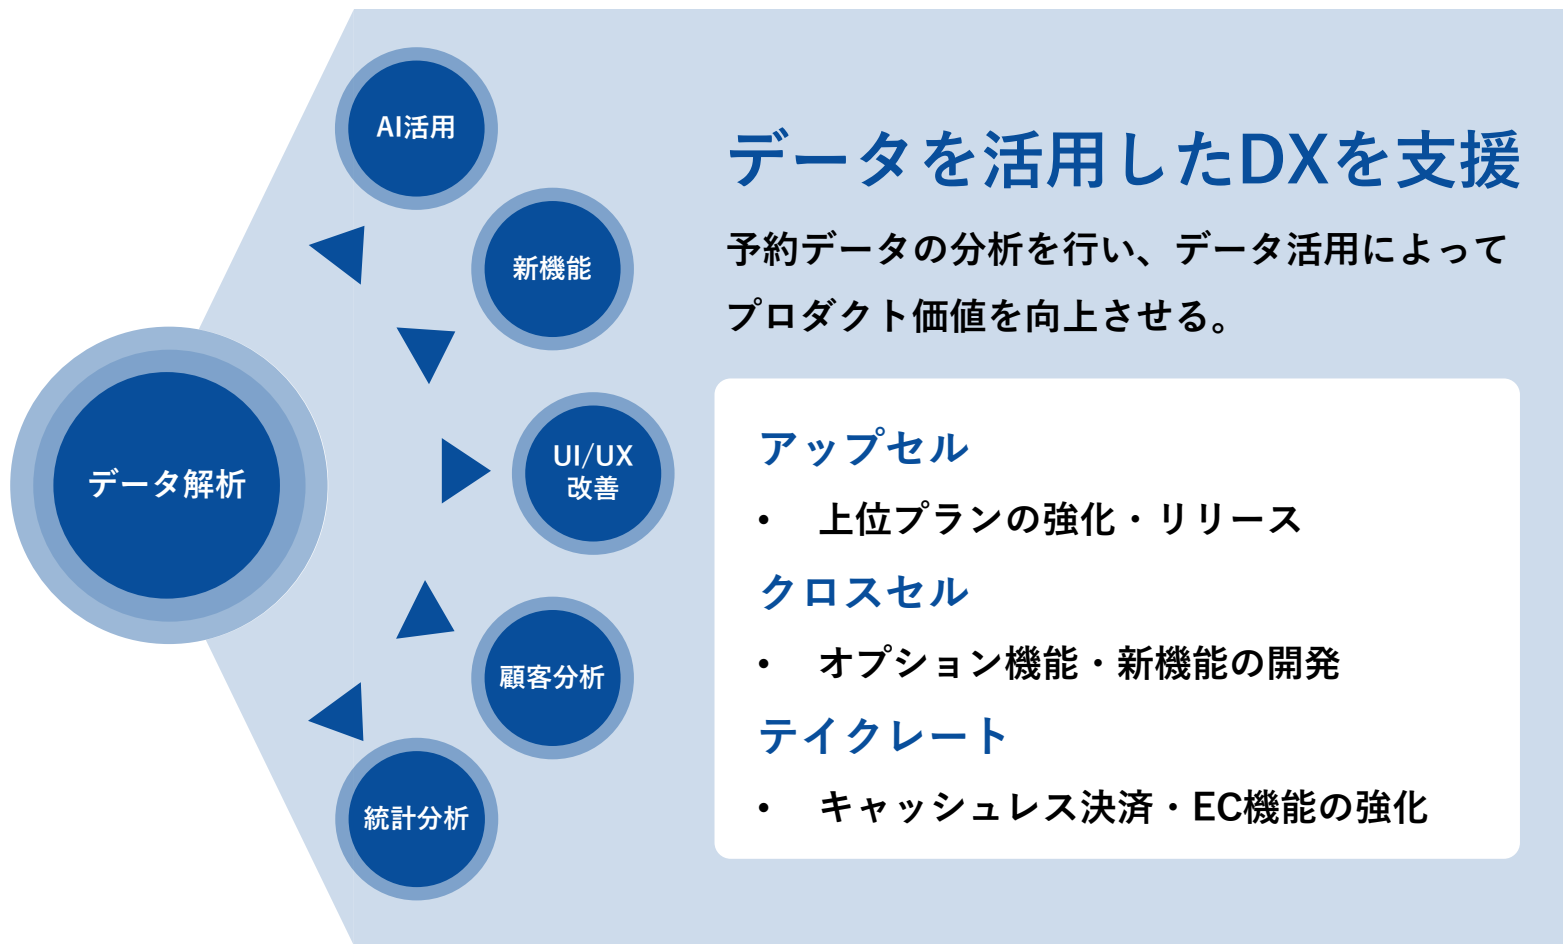 AI活用
新機能
データ解析
UI/UX
改善
顧客分析
統計分析
データを活用したDXを支援
予約データの分析を行い、データ活用によって
プロダクト価値を向上させる。
アップセル
• 上位プランの強化・リリース
クロスセル
• オプション機能・新機能の開発
テイクレート
• キャッシュレス決済・EC機能の強化